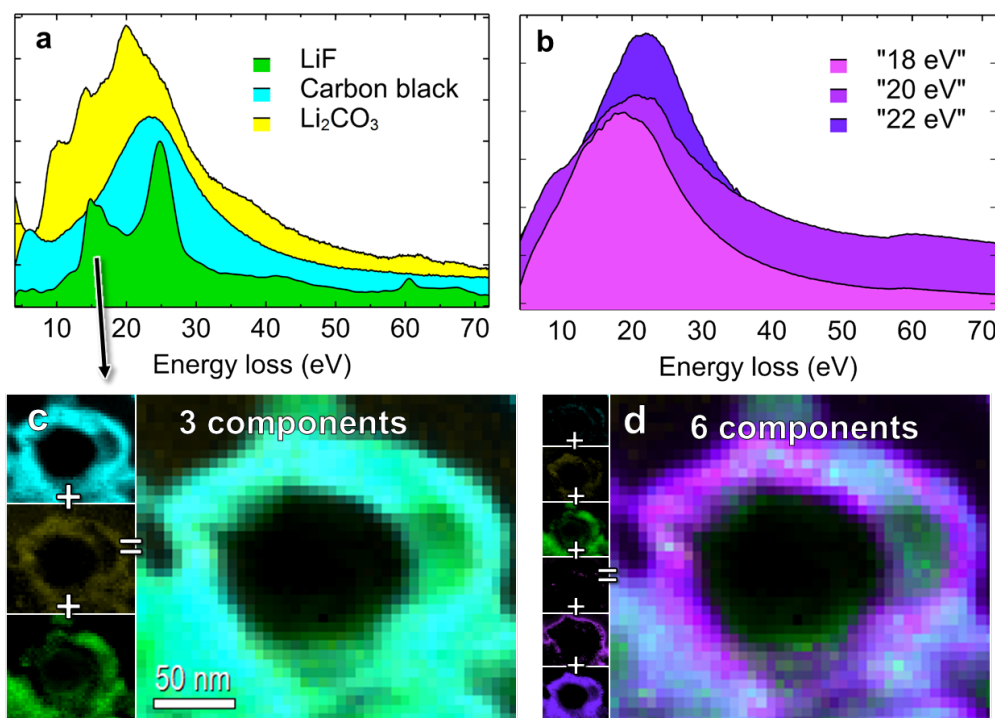 a
LiF
Carbon black
Li₂CO₃
10 20 30 40 50 60 70
Energy loss (eV)
b
"18 eV"
"20 eV"
"22 eV"
10 20 30 40 50 60 70
Energy loss (eV)
c
3 components
+
+
=
50 nm
d
6 components
+
+
+
+
+
=